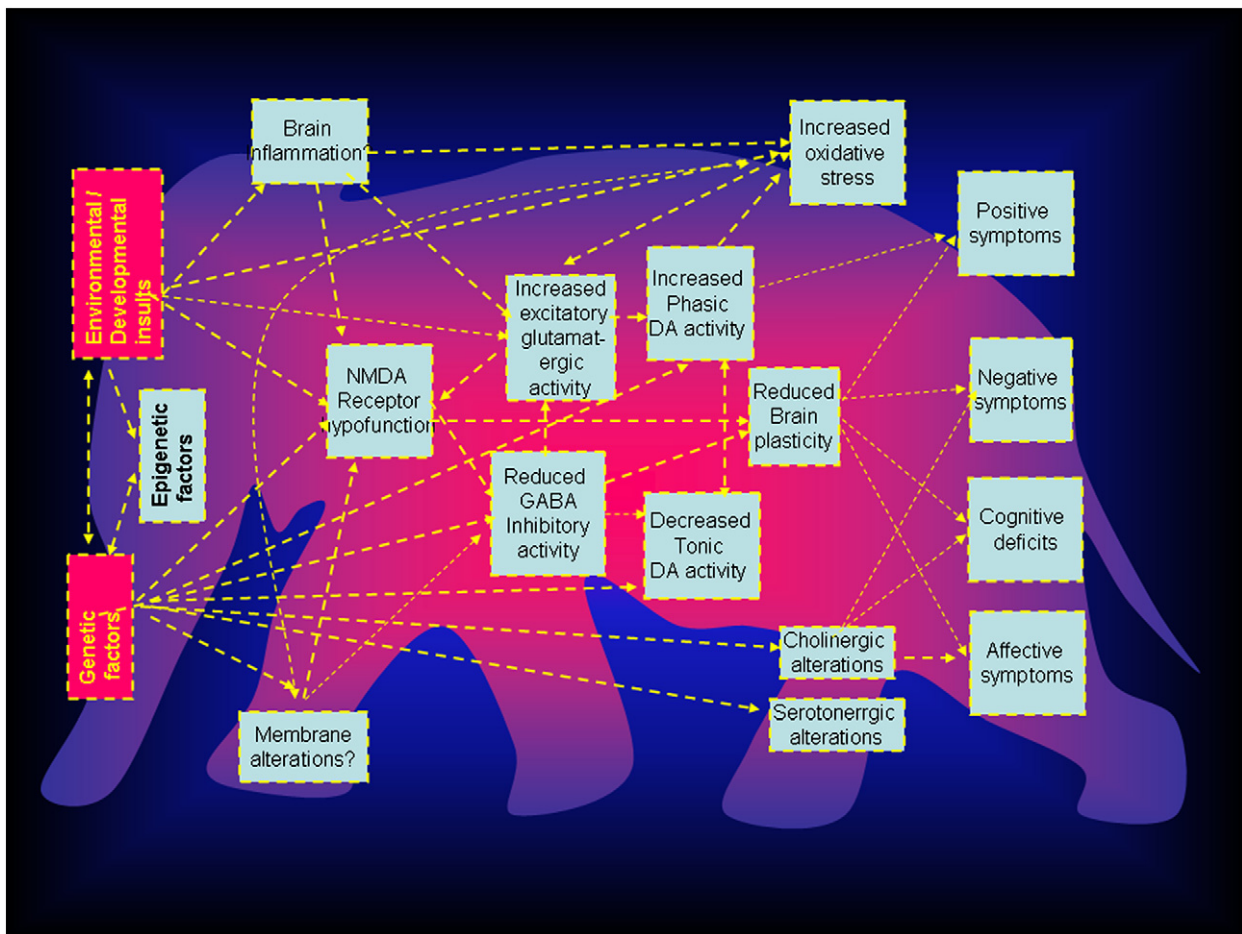 Brain
inflammation?
Increased
oxidative
stress
Environmental /
Developmental
insults
Positive
symptoms
Increased
excitatory
glutamat-
ergic
activity
Increased
Phasic
DA activity
NMDA
Receptor
hypofunction
Negative
symptoms
Reduced
Brain
plasticity
Epigenetic
factors
Reduced
GABA
Inhibitory
activity
Decreased
Tonic
DA activity
Cognitive
deficits
Genetic
factors
Cholinergic
alterations
Affective
symptoms
Membrane
alterations?
Serotonerrgic
alterations